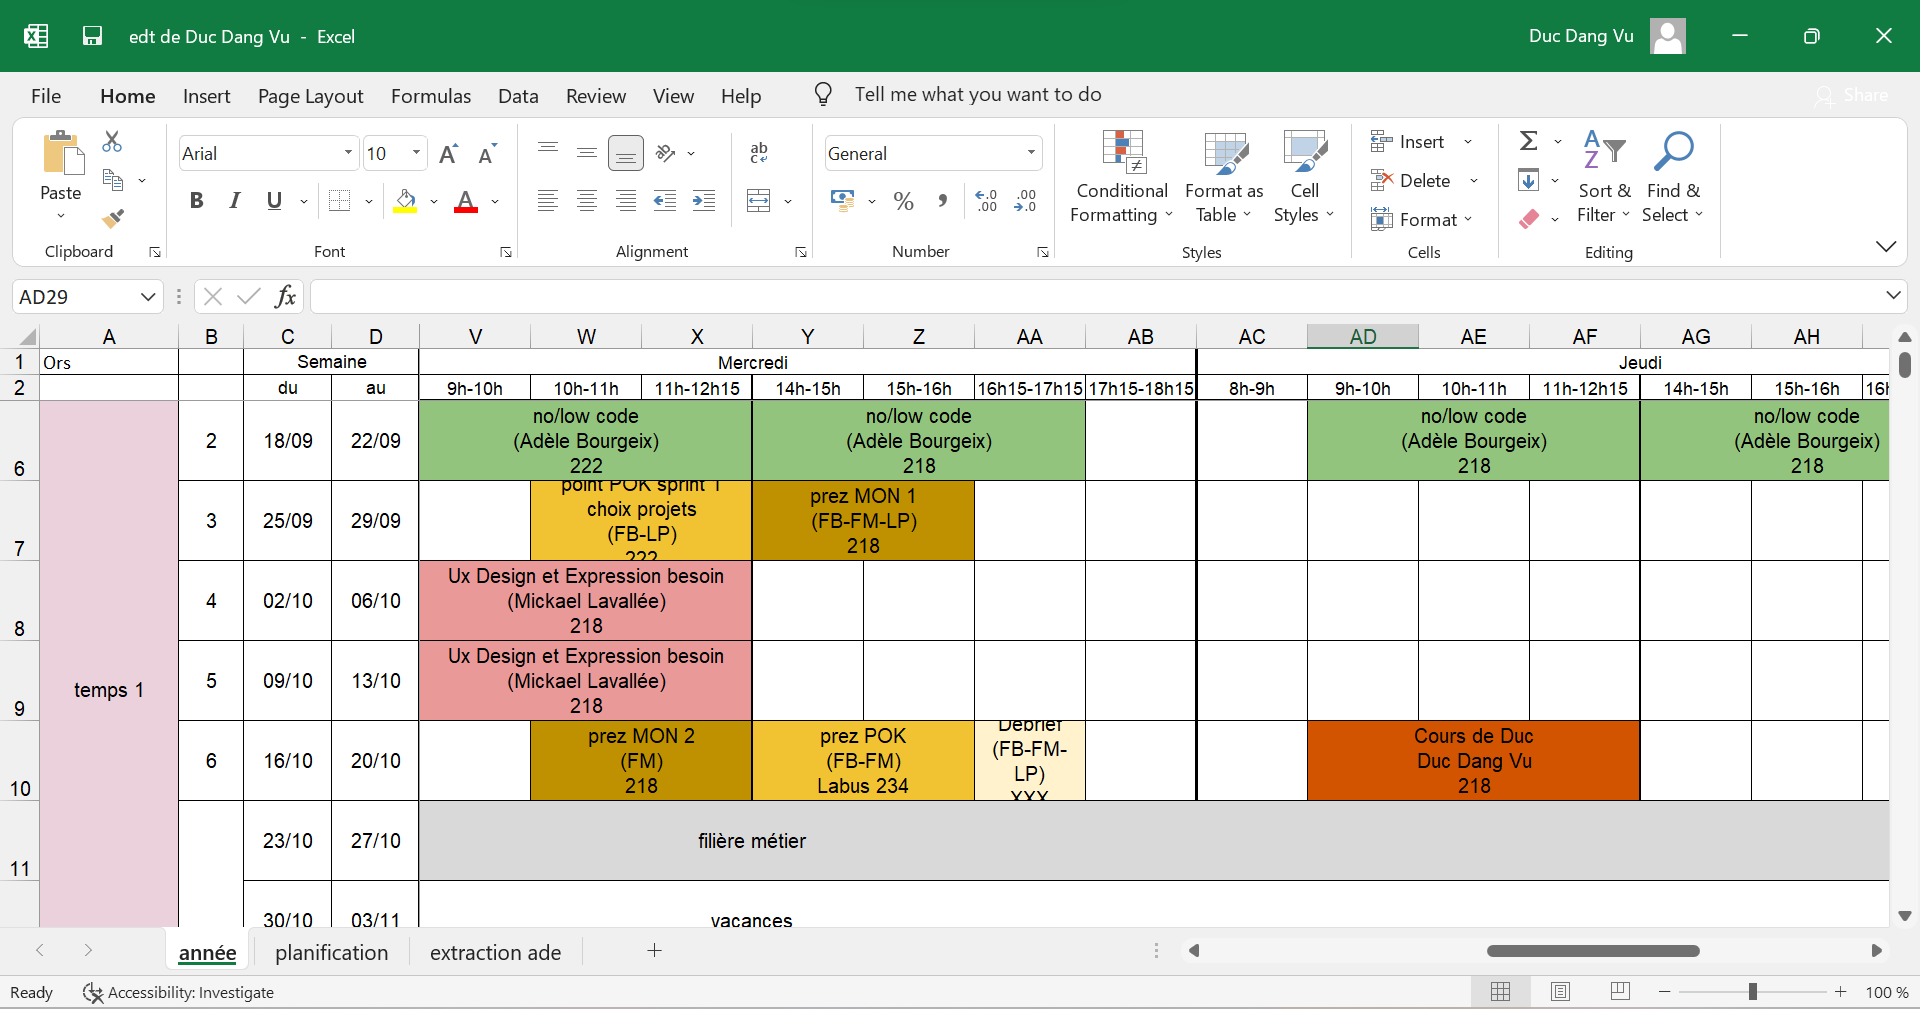 edt de Duc Dang Vu - Excel
Duc Dang Vu
File Home Insert Page Layout Formulas Data Review View Help Tell me what you want to do Share
Paste
Clipboard
Arial 10
B I U A
Font
ab
c
Alignment
General
% , .00 .0
Number
Conditional Formatting
Format as Table
Cell Styles
Styles
Insert
Delete
Format
Cells
Sort & Filter
Find & Select
Editing
AD29 fx
A B C D V W X Y Z AA AB AC AD AE AF AG AH
1 Ors Semaine Mercredi Jeudi
2 du au 9h-10h 10h-11h 11h-12h15 14h-15h 15h-16h 16h15-17h15 17h15-18h15 8h-9h 9h-10h 10h-11h 11h-12h15 14h-15h 15h-16h 16h
temps 1
6 2 18/09 22/09
no/low code
(Adèle Bourgeix)
222
no/low code
(Adèle Bourgeix)
218
no/low code
(Adèle Bourgeix)
218
no/low code
(Adèle Bourgeix)
218
7 3 25/09 29/09
point POK sprint 1
choix projets
(FB-LP)
222
prez MON 1
(FB-FM-LP)
218
8 4 02/10 06/10
Ux Design et Expression besoin
(Mickael Lavallée)
218
9 5 09/10 13/10
Ux Design et Expression besoin
(Mickael Lavallée)
218
10 6 16/10 20/10
prez MON 2
(FM)
218
prez POK
(FB-FM)
Labus 234
Debrief
(FB-FM-
LP)
XXX
Cours de Duc
Duc Dang Vu
218
11 23/10 27/10 filière métier
30/10 03/11 vacances
année planification extraction ade +
Ready Accessibility: Investigate 100 %